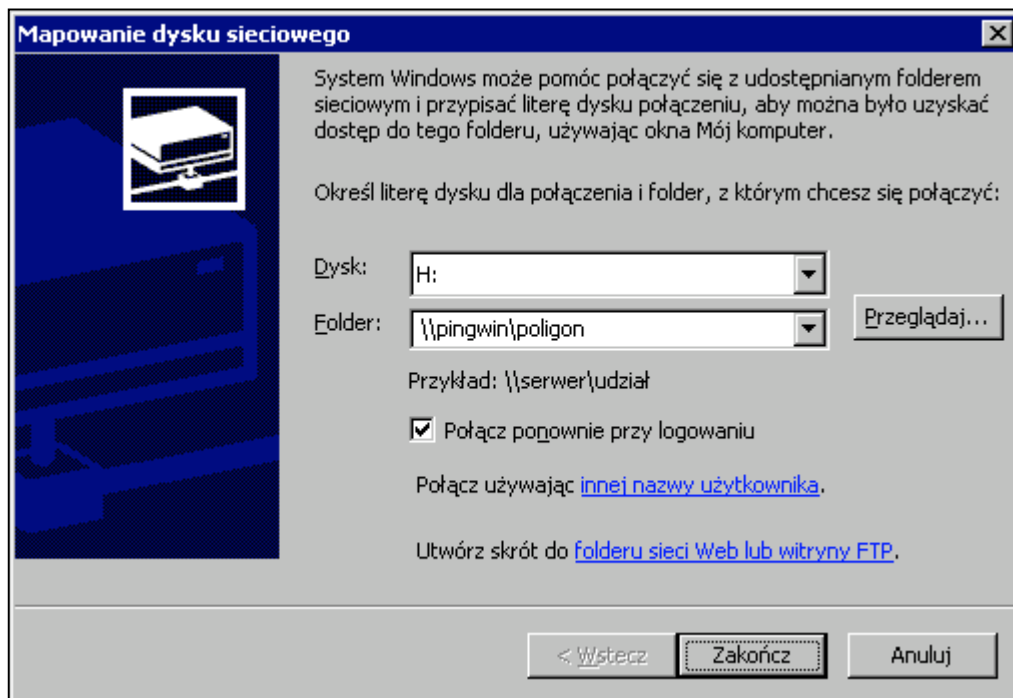 Mapowanie dysku sieciowego
System Windows może pomóc połączyć się z udostępnianym folderem
sieciowym i przypisać literę dysku połączeniu, aby można było uzyskać
dostęp do tego folderu, używając okna Mój komputer.
Określ literę dysku dla połączenia i folder, z którym chcesz się połączyć:
Dysk: H:
Folder: \\pingwin\poligon Przeglądaj...
Przykład: \\serwer\udział
Połącz ponownie przy logowaniu
Połącz używając innej nazwy użytkownika.
Utwórz skrót do folderu sieci Web lub witryny FTP.
< Wstecz Zakończ Anuluj